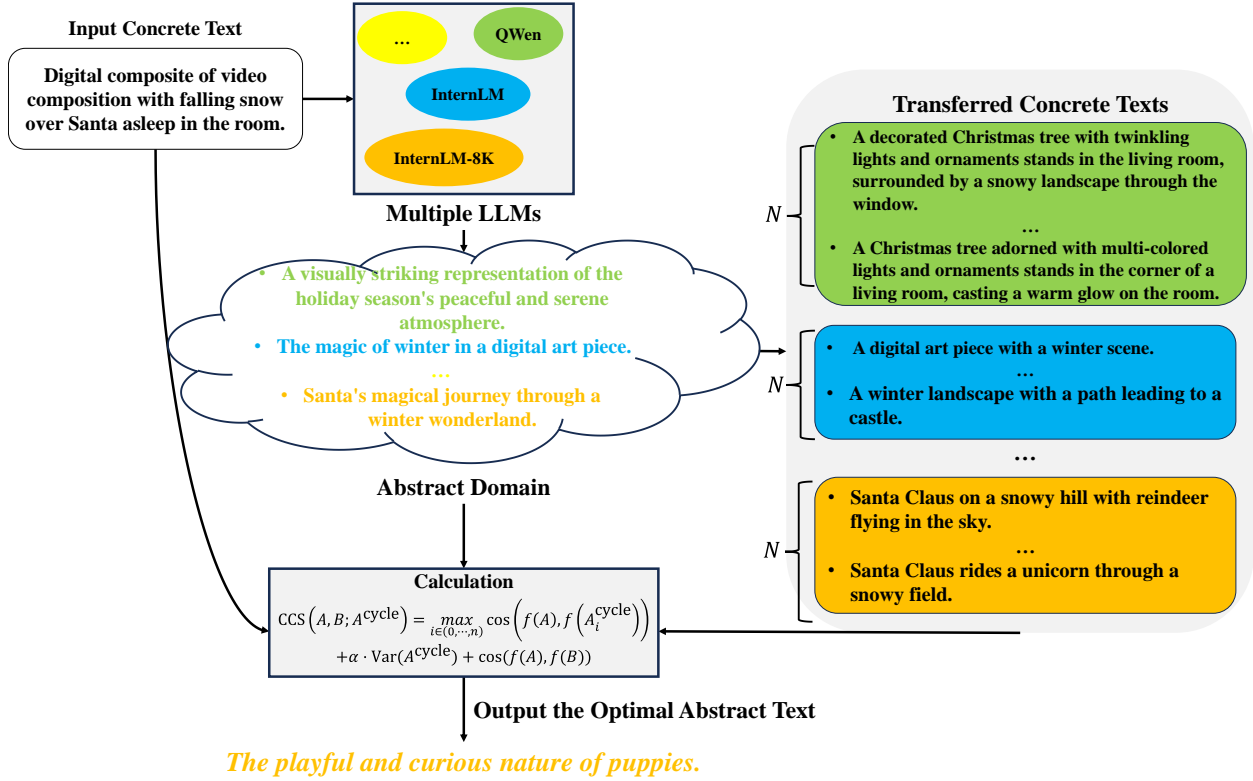 Input Concrete Text
Digital composite of video
composition with falling snow
over Santa asleep in the room.
...
QWen
InternLM
InternLM-8K
Multiple LLMs
• A visually striking representation of the
holiday season's peaceful and serene
atmosphere.
• The magic of winter in a digital art piece.
...
• Santa's magical journey through a
winter wonderland.
Abstract Domain
Transferred Concrete Texts
N
• A decorated Christmas tree with twinkling
lights and ornaments stands in the living room,
surrounded by a snowy landscape through the
window.
...
• A Christmas tree adorned with multi-colored
lights and ornaments stands in the corner of a
living room, casting a warm glow on the room.
N
• A digital art piece with a winter scene.
...
• A winter landscape with a path leading to a
castle.
...
N
• Santa Claus on a snowy hill with reindeer
flying in the sky.
...
• Santa Claus rides a unicorn through a
snowy field.
Calculation
CCS(A, B; A^cycle) = max_{i∈(0,⋯,n)} cos(f(A), f(A_i^cycle))
+α · Var(A^cycle) + cos(f(A), f(B))
Output the Optimal Abstract Text
The playful and curious nature of puppies.